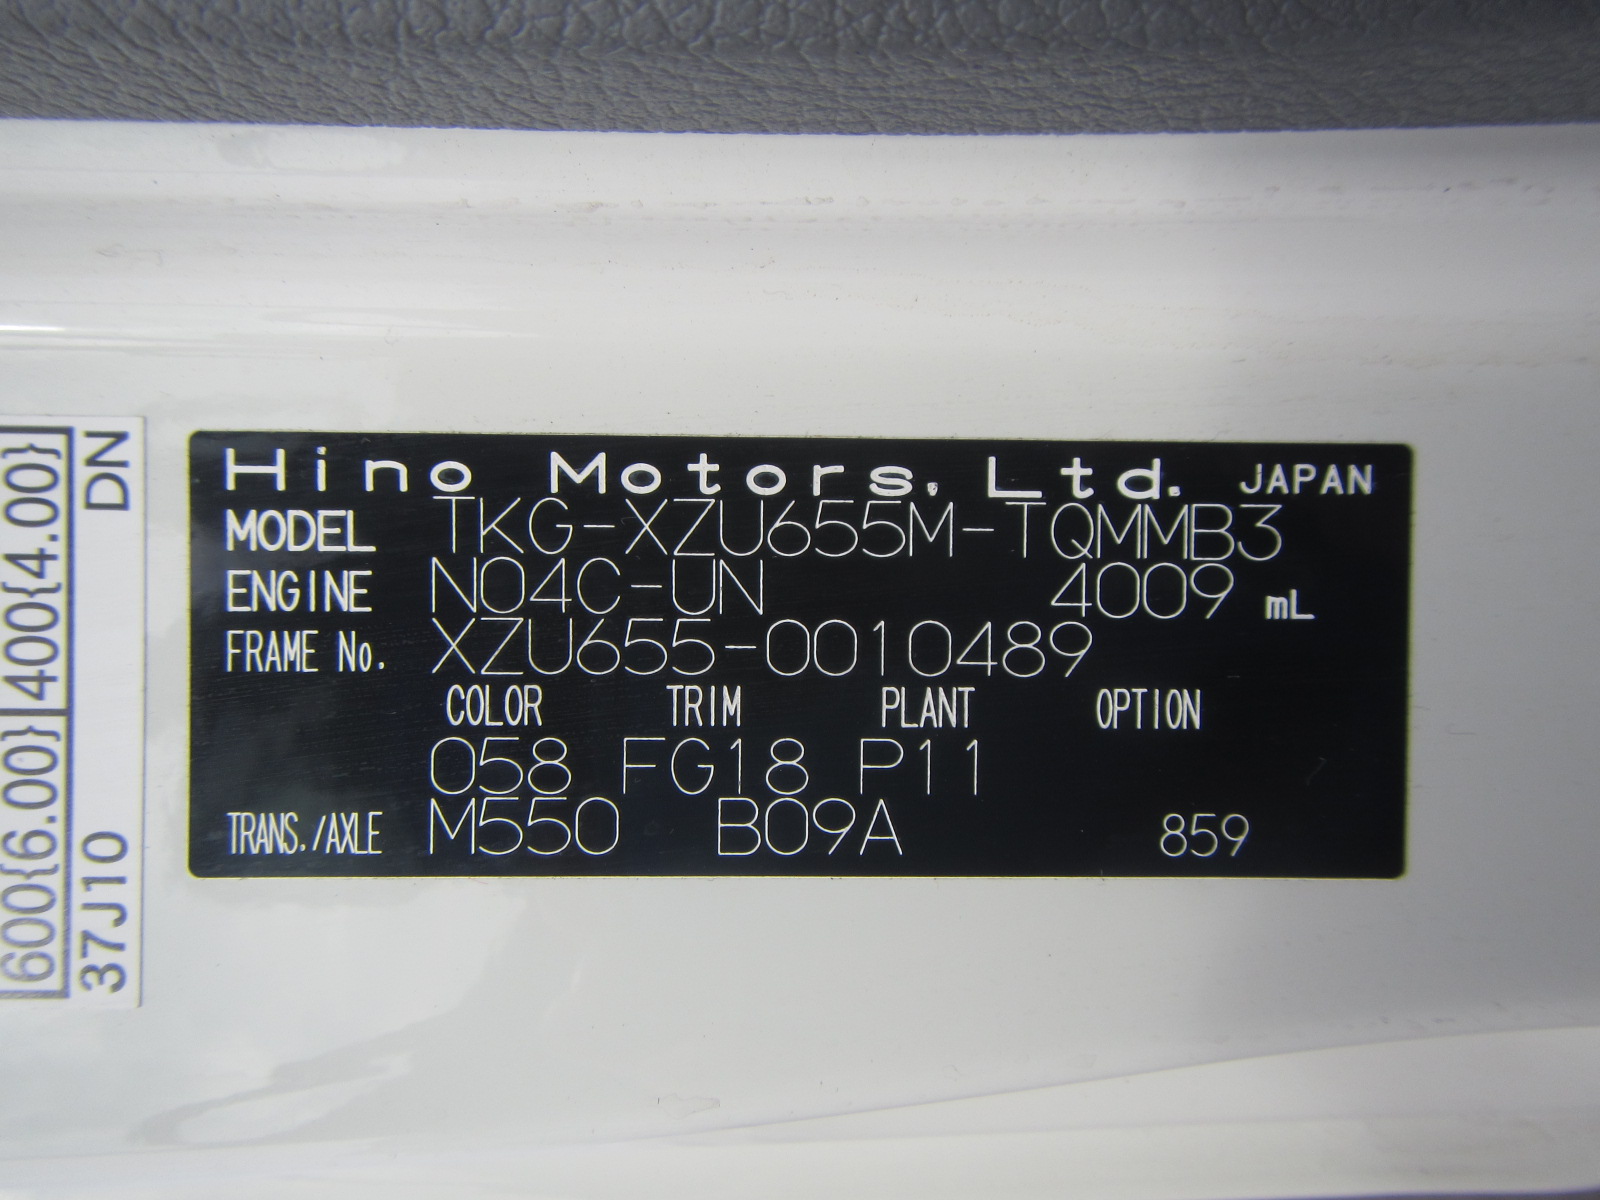 Hino Motors, Ltd. JAPAN
MODEL TKG-XZU655M-TQMMB3
ENGINE N04C-UN 4009 mL
FRAME No. XZU655-0010489
COLOR TRIM PLANT OPTION
058 FG18 P11
TRANS./AXLE M550 B09A 859
600{6.00} 400{4.00}
37J10 DN